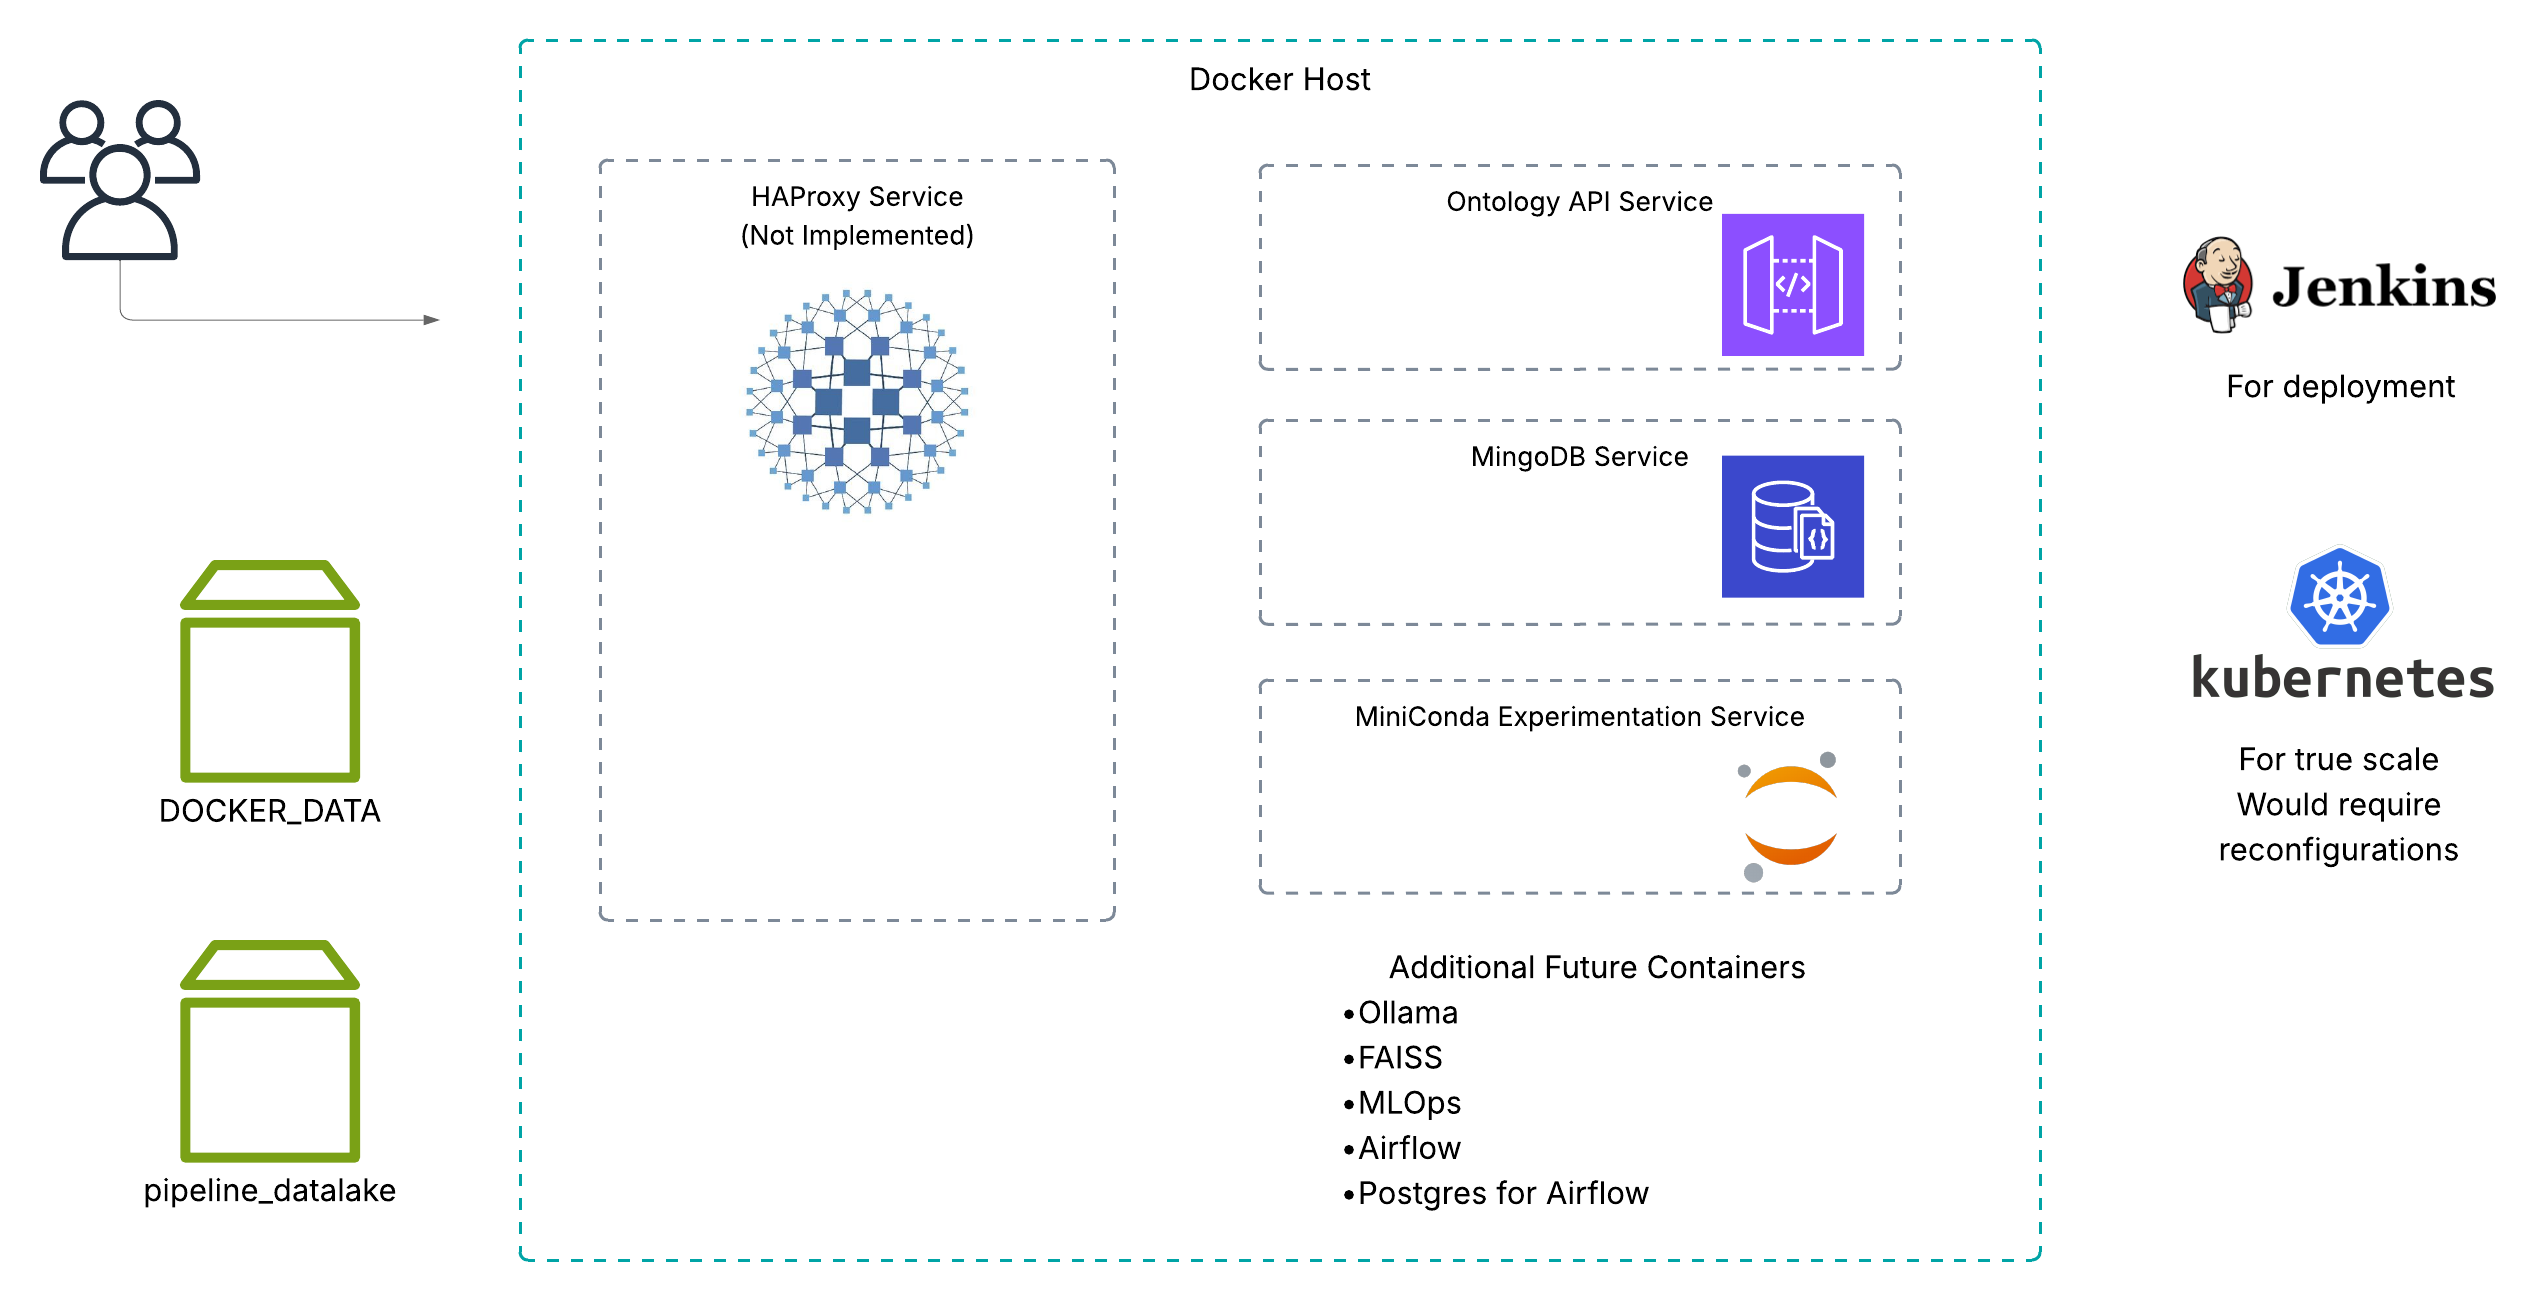 Docker Host
HAProxy Service
(Not Implemented)
Ontology API Service
MingoDB Service
MiniConda Experimentation Service
Additional Future Containers
•Ollama
•FAISS
•MLOps
•Airflow
•Postgres for Airflow
DOCKER_DATA
pipeline_datalake
Jenkins
For deployment
kubernetes
For true scale
Would require
reconfigurations